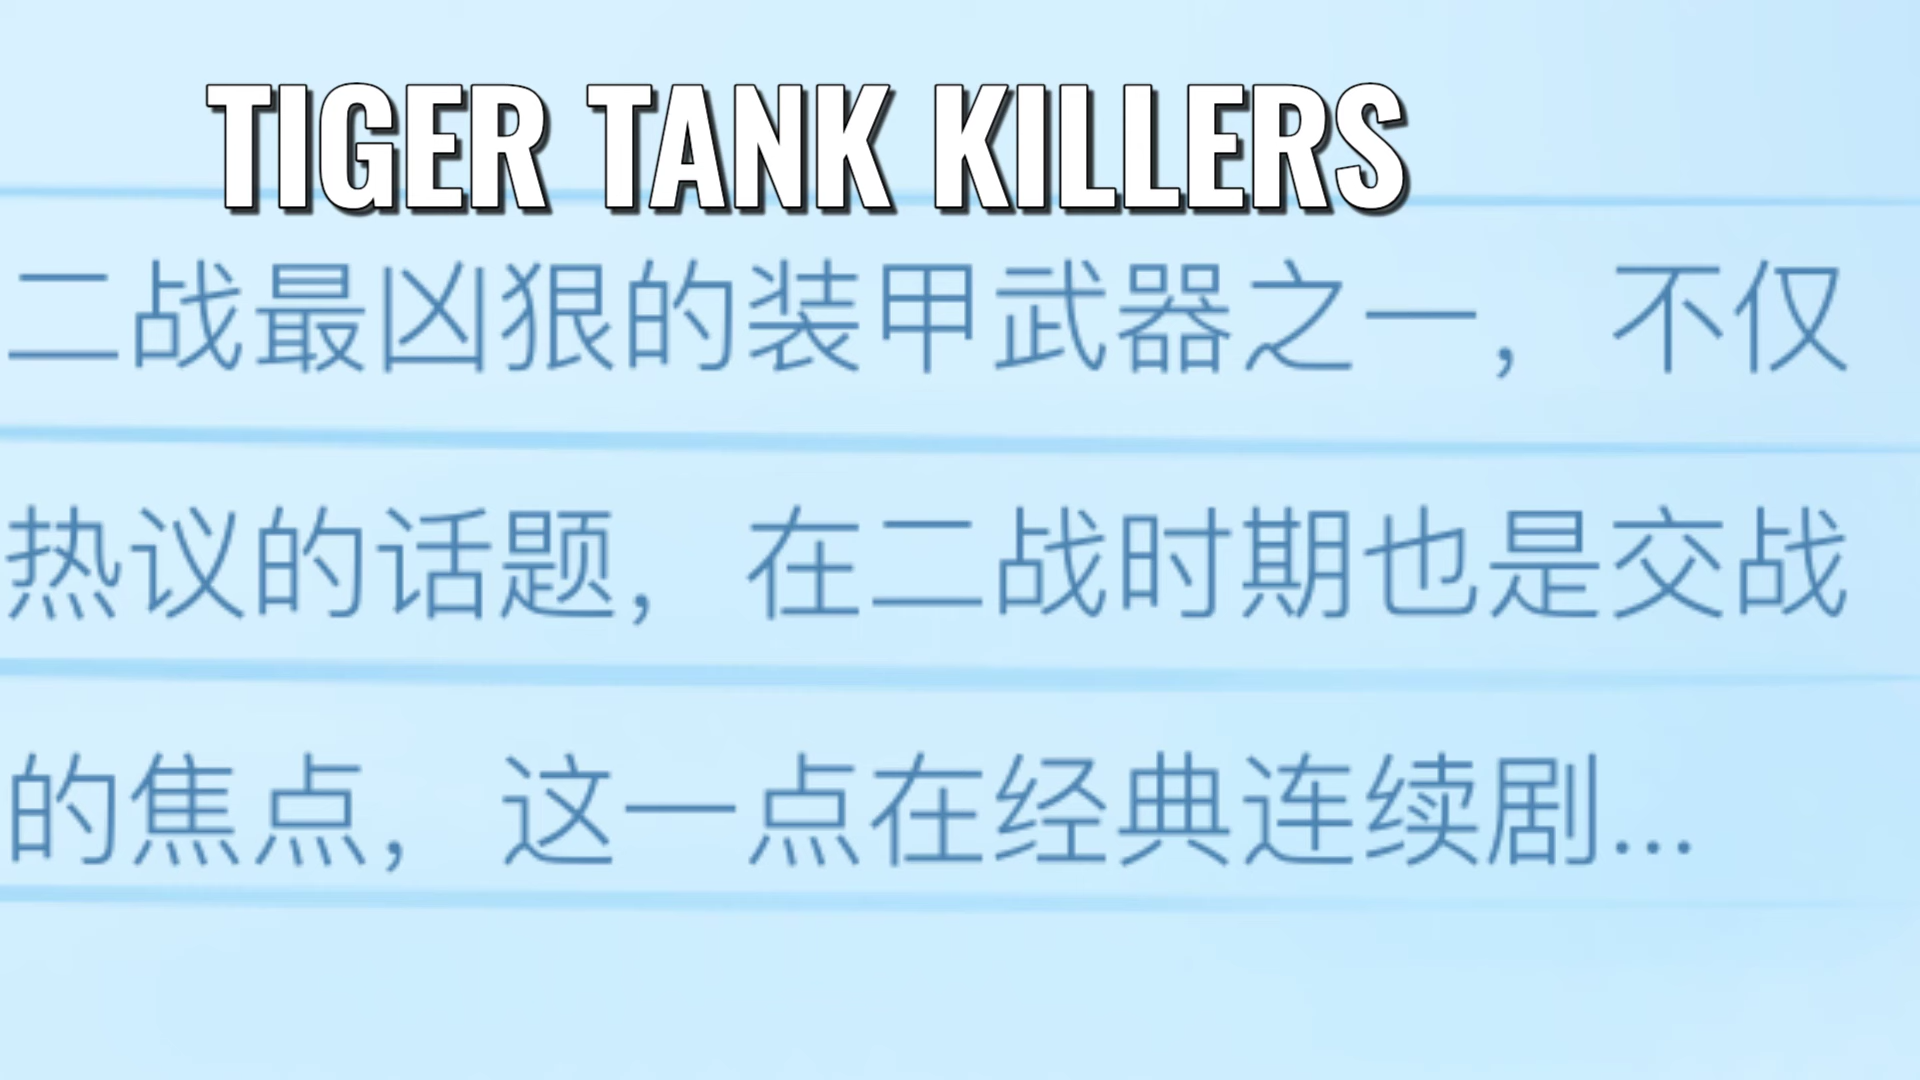 TIGER TANK KILLERS
二战最凶狠的装甲武器之一，不仅
热议的话题，在二战时期也是交战
的焦点，这一点在经典连续剧...